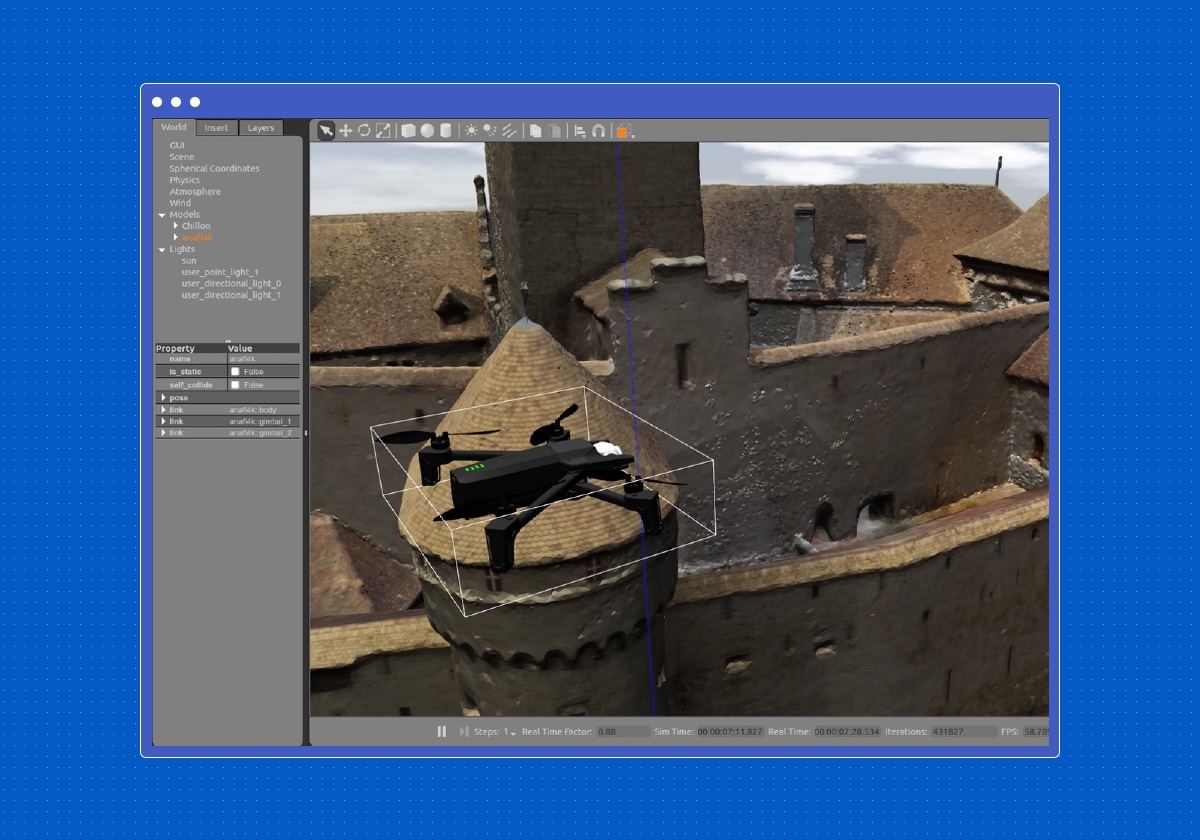 World Insert Layers
GUI
Scene
Spherical Coordinates
Physics
Atmosphere
Wind
Models
Chillon
anafi4k
Lights
sun
user_point_light_1
user_directional_light_0
user_directional_light_1
Property Value
name anafi4k
is_static False
self_collide False
pose
link anafi4k::body
link anafi4k::gimbal_1
link anafi4k::gimbal_2
Steps: 1 Real Time Factor: 0.88 Sim Time: 00 00:07:11.827 Real Time: 00 00:07:28.534 Iterations: 431827 FPS: 58.78